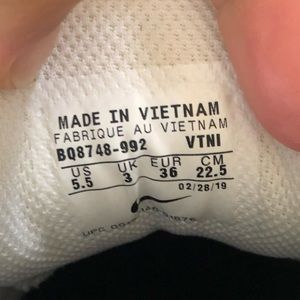 MADE IN VIETNAM
FABRIQUE AU VIETNAM
BQ8748-992 VTNI
US UK EUR CM
5.5 3 36 22.5
02/28/19
UPC